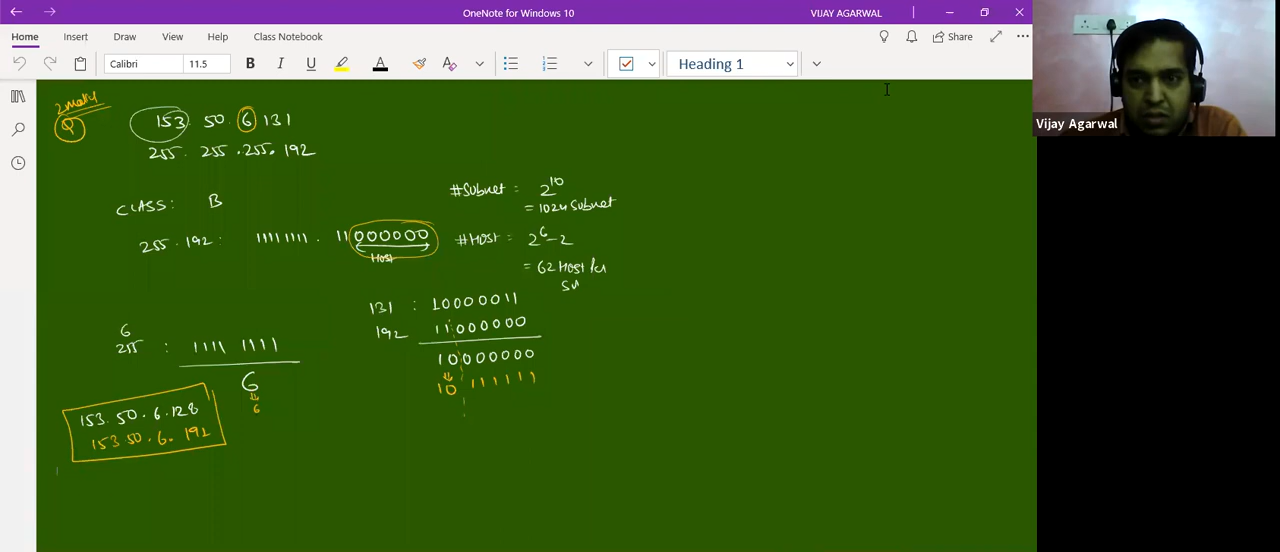 OneNote for Windows 10
VIJAY AGARWAL
Home Insert Draw View Help Class Notebook
Share
Calibri 11.5 B I U A Heading 1
Vijay Agarwal
2 mark
Q
153. 50. 6 131
255. 255. 255. 192
CLASS: B
255.192: 11111111. 11000000
Host
#Subnet = 2^10
= 1024 Subnet
#Host = 2^6-2
= 62 Host
131 : 10000011
192 11000000
10000000
10 111111
6
255 : 1111 1111
6
6
153.50.6.128
153 50.6.192